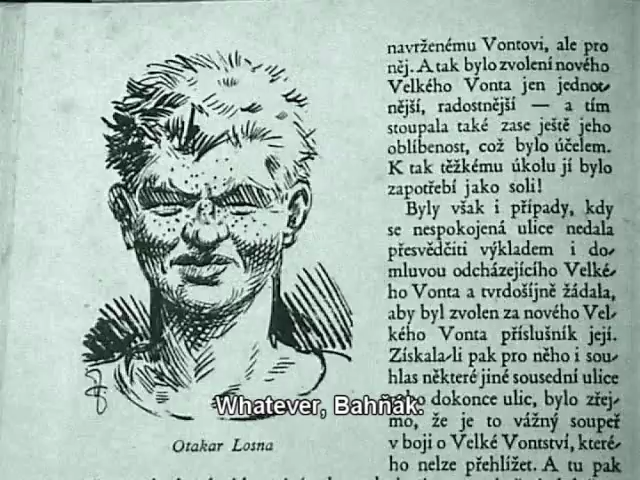 navrženému Vontovi, ale pro
něj. A tak bylo zvolení nového
Velkého Vonta jen jednot-
nější, radostnější — a tím
stoupala také zase ještě jeho
oblíbenost, což bylo účelem.
K tak těžkému úkolu jí bylo
zapotřebí jako soli!
Byly však i případy, kdy
se nespokojená ulice nedala
přesvědčiti výkladem i do-
mluvou odcházejícího Velké-
ho Vonta a tvrdošíjně žádala,
aby byl zvolen za nového Vel-
kého Vonta příslušník její.
Získala-li pak pro něho i sou-
hlas některé jiné sousední ulice
dokonce ulic, bylo zřej-
mo, že je to vážný soupeř
v boji o Velké Vontství, které-
ho nelze přehlížet. A tu pak
Otakar Losna
Whatever, Bahňák.